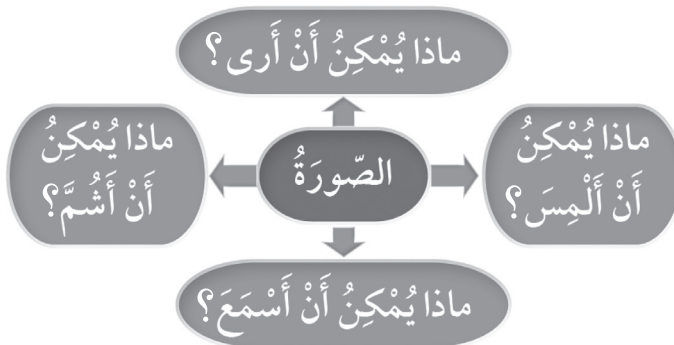 ماذا يُمْكِنُ أَنْ أَرى؟
ماذا يُمْكِنُ
أَنْ أَلْمِسَ؟
الصّورَةُ
ماذا يُمْكِنُ
أَنْ أَشُمَّ؟
ماذا يُمْكِنُ أَنْ أَسْمَعَ؟